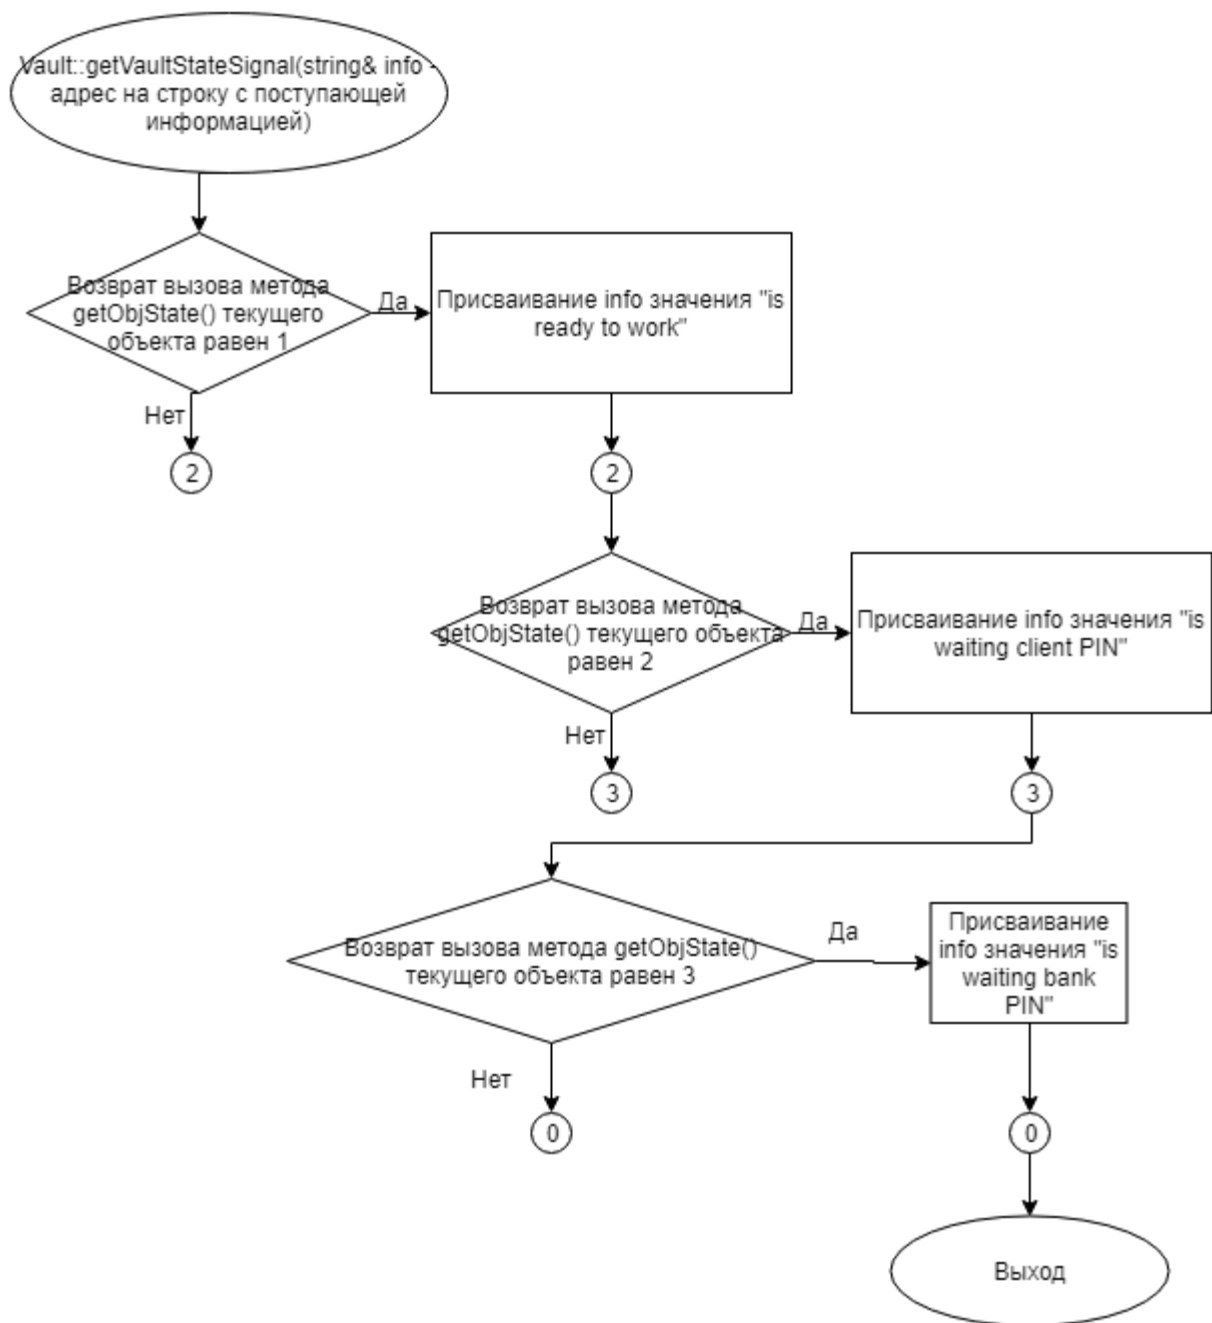 Vault::getVaultStateSignal(string& info -
адрес на строку с поступающей
информацией)
Возврат вызова метода
getObjState() текущего
объекта равен 1
Да
Присваивание info значения "is
ready to work"
Нет
2
2
Возврат вызова метода
getObjState() текущего объекта
равен 2
Да
Присваивание info значения "is
waiting client PIN"
Нет
3
3
Возврат вызова метода getObjState()
текущего объекта равен 3
Да
Присваивание
info значения "is
waiting bank
PIN"
Нет
0
0
Выход